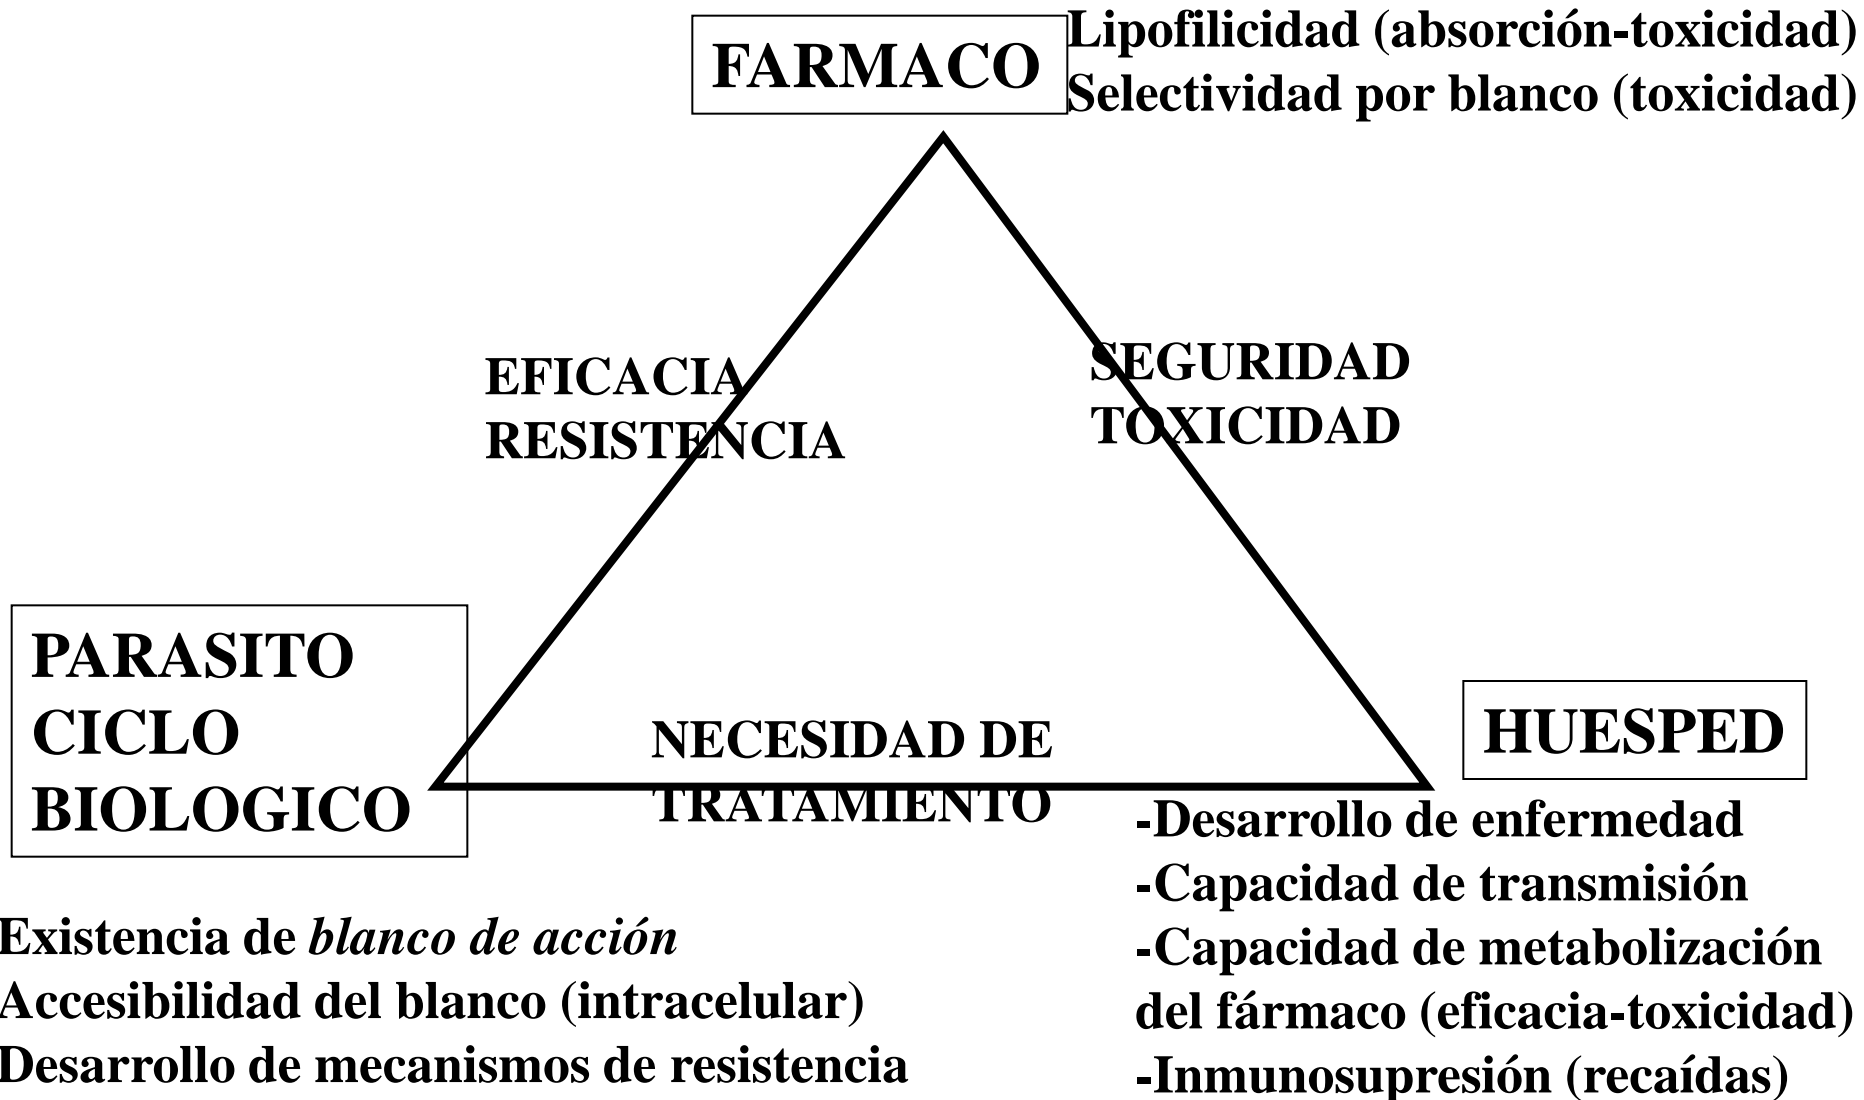 FARMACO
Lipofilicidad (absorción-toxicidad)
Selectividad por blanco (toxicidad)
EFICACIA
RESISTENCIA
SEGURIDAD
TOXICIDAD
PARASITO
CICLO
BIOLOGICO
NECESIDAD DE
TRATAMIENTO
HUESPED
-Desarrollo de enfermedad
-Capacidad de transmisión
-Capacidad de metabolización
del fármaco (eficacia-toxicidad)
-Inmunosupresión (recaídas)
Existencia de blanco de acción
Accesibilidad del blanco (intracelular)
Desarrollo de mecanismos de resistencia